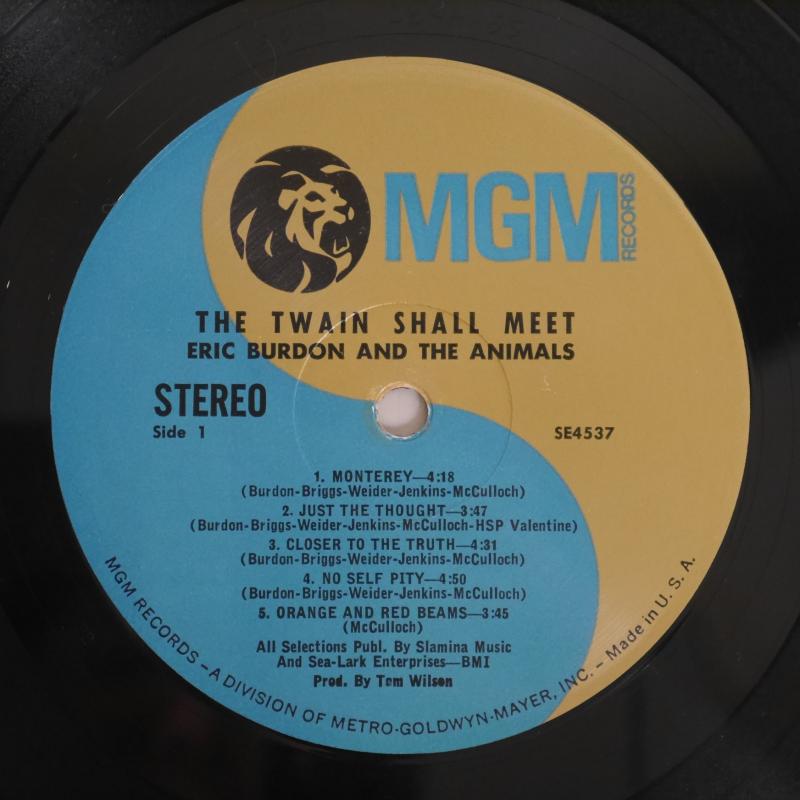 MGM RECORDS
THE TWAIN SHALL MEET
ERIC BURDON AND THE ANIMALS
STEREO
Side 1
SE4537
1. MONTEREY—4:18
(Burdon-Briggs-Weider-Jenkins-McCulloch)
2. JUST THE THOUGHT—3:47
(Burdon-Briggs-Weider-Jenkins-McCulloch-HSP Valentine)
3. CLOSER TO THE TRUTH—4:31
(Burdon-Briggs-Weider-Jenkins-McCulloch)
4. NO SELF PITY—4:50
(Burdon-Briggs-Weider-Jenkins-McCulloch)
5. ORANGE AND RED BEAMS—3:45
(McCulloch)
All Selections Publ. By Slamina Music
And Sea-Lark Enterprises—BMI
Prod. By Tom Wilson
MGM RECORDS – A DIVISION OF METRO-GOLDWYN-MAYER, INC. – Made in U. S. A.